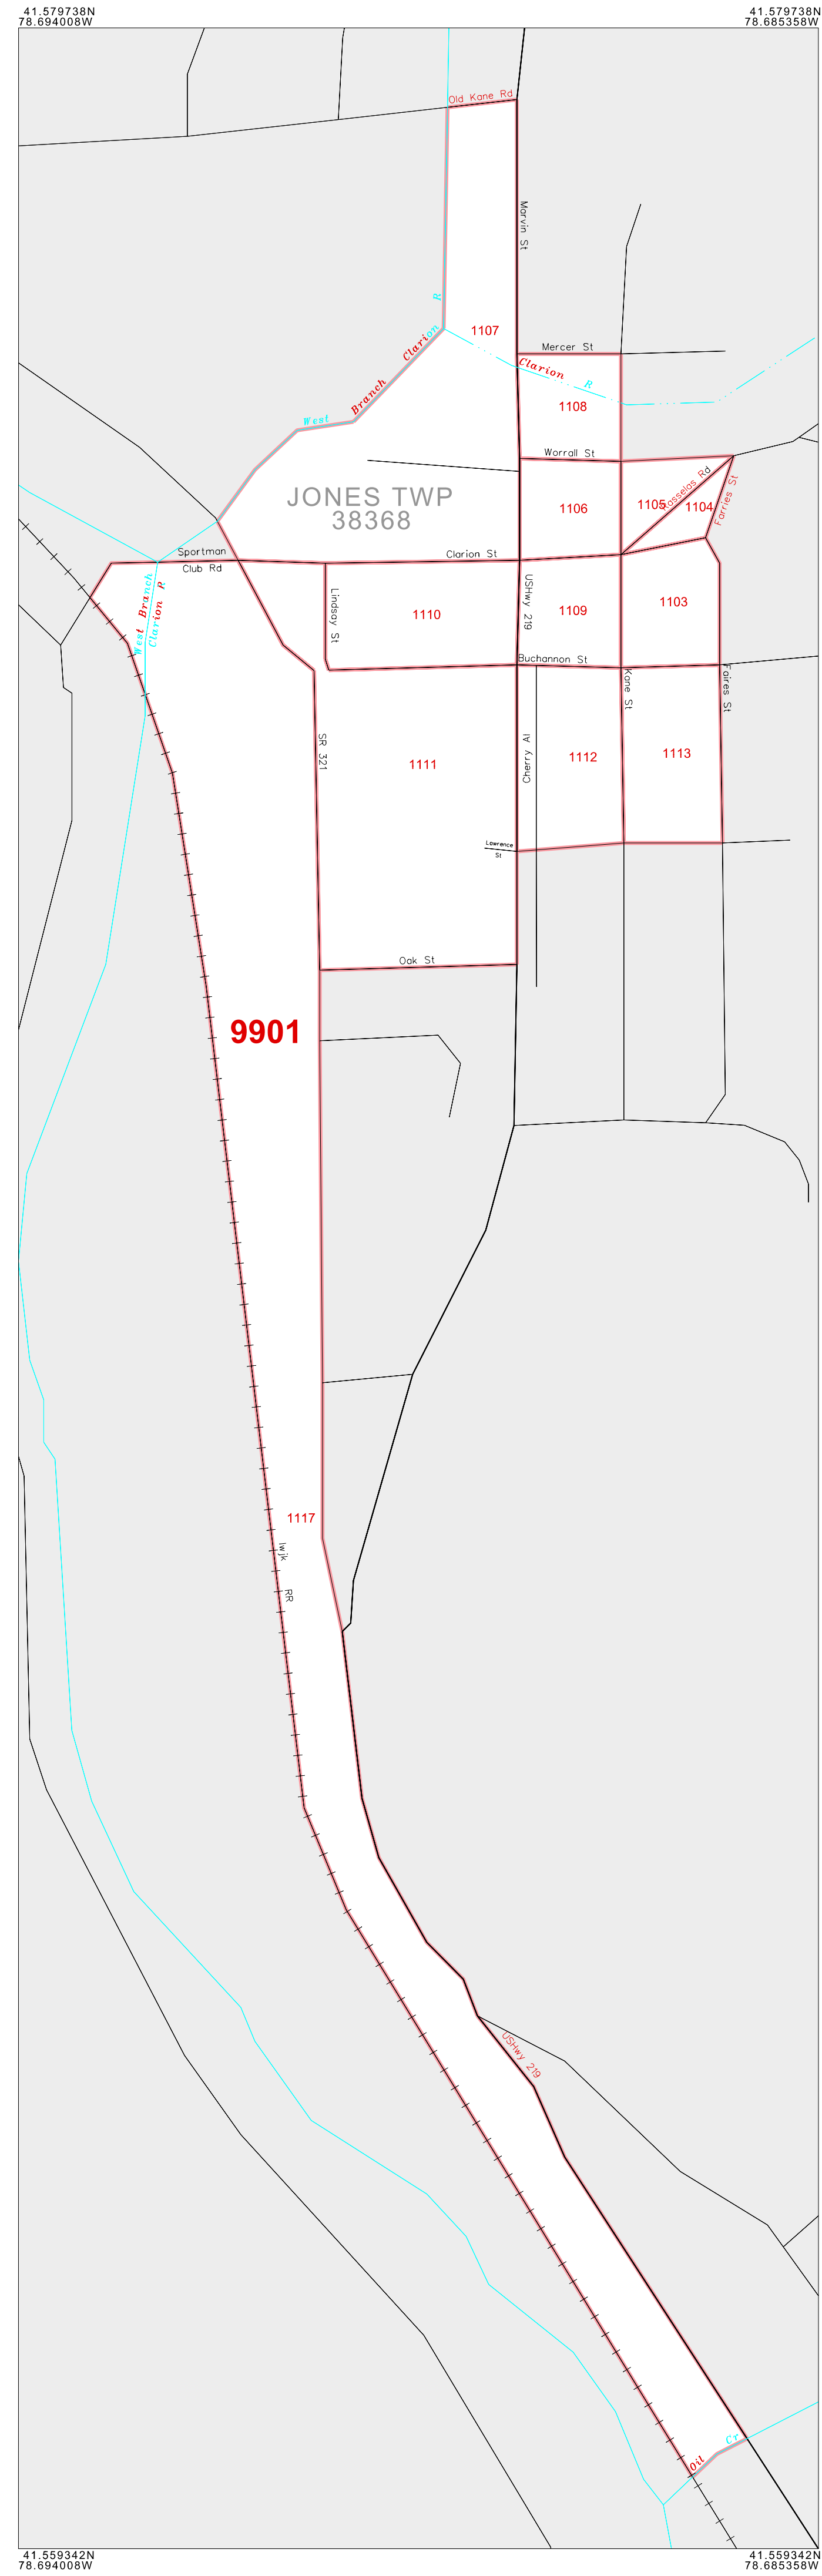 41.579738N
78.694008W
41.579738N
78.685358W
Old Kane Rd
Marvin St
R
1107
Mercer St
West Branch Clarion
Clarion R
1108
Worrall St
JONES TWP
38368
1106
1105
Kasselas Rd
1104
Farries St
Sportman
Club Rd
Clarion St
West Branch
Clarion R
Lindsay St
1110
USHwy 219
1109
1103
Buchannon St
Kane St
Faires St
SR 321
1111
Cherry Al
1112
1113
Lawrence
St
Oak St
9901
1117
Iwjk RR
USHwy 219
Oil Cr
41.559342N
78.694008W
41.559342N
78.685358W